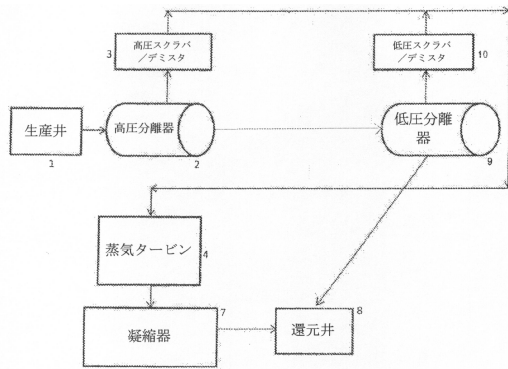 高圧スクラバ
／デミスタ
3
低圧スクラバ
／デミスタ
10
生産井
1
高圧分離器
2
低圧分離
器
9
蒸気タービン
4
凝縮器
7
還元井
8